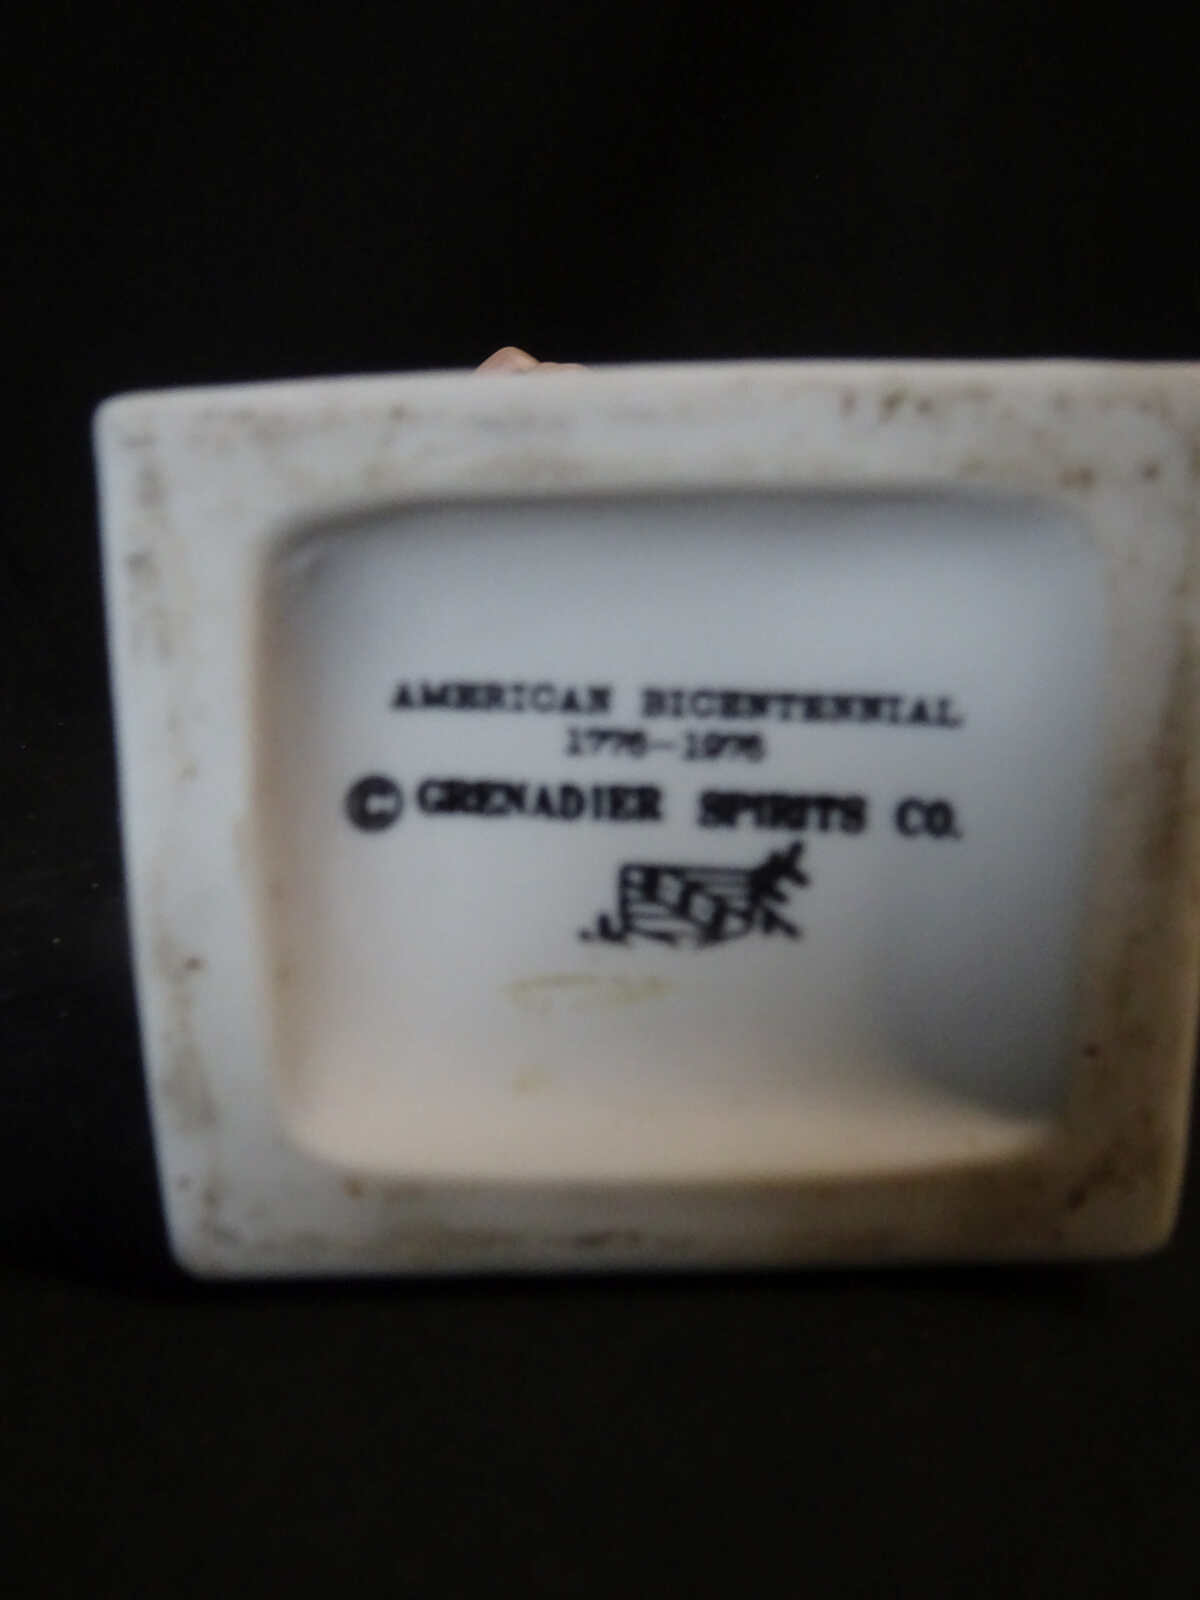 AMERICAN BICENTENNIAL
1776-1976
© GRENADIER SPIRITS CO.